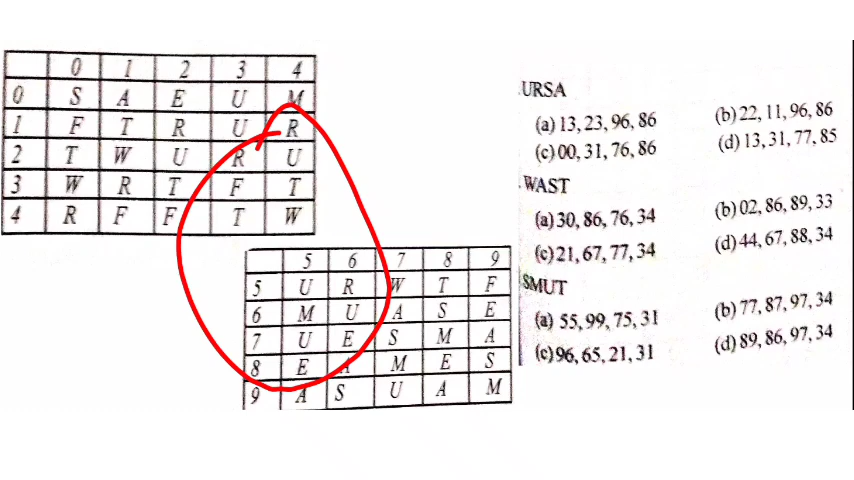 0 1 2 3 4
0 S A E U M
1 F T R U R
2 T W U R U
3 W R T F T
4 R F F T W
5 6 7 8 9
5 U R W T F
6 M U A S E
7 U E S M A
8 E A M E S
9 A S U A M
URSA
(a) 13, 23, 96, 86 (b) 22, 11, 96, 86
(c) 00, 31, 76, 86 (d) 13, 31, 77, 85
WAST
(a) 30, 86, 76, 34 (b) 02, 86, 89, 33
(c) 21, 67, 77, 34 (d) 44, 67, 88, 34
SMUT
(a) 55, 99, 75, 31 (b) 77, 87, 97, 34
(c) 96, 65, 21, 31 (d) 89, 86, 97, 34